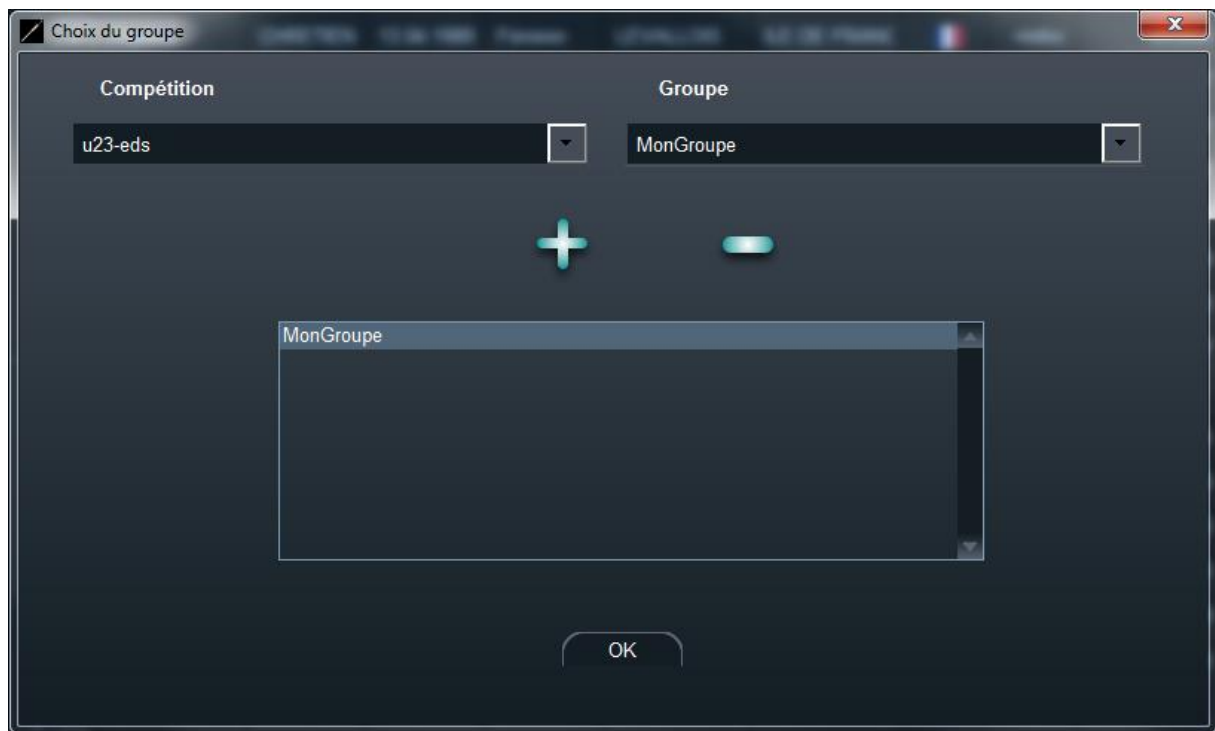 Choix du groupe
Compétition Groupe
u23-eds MonGroupe
MonGroupe
OK